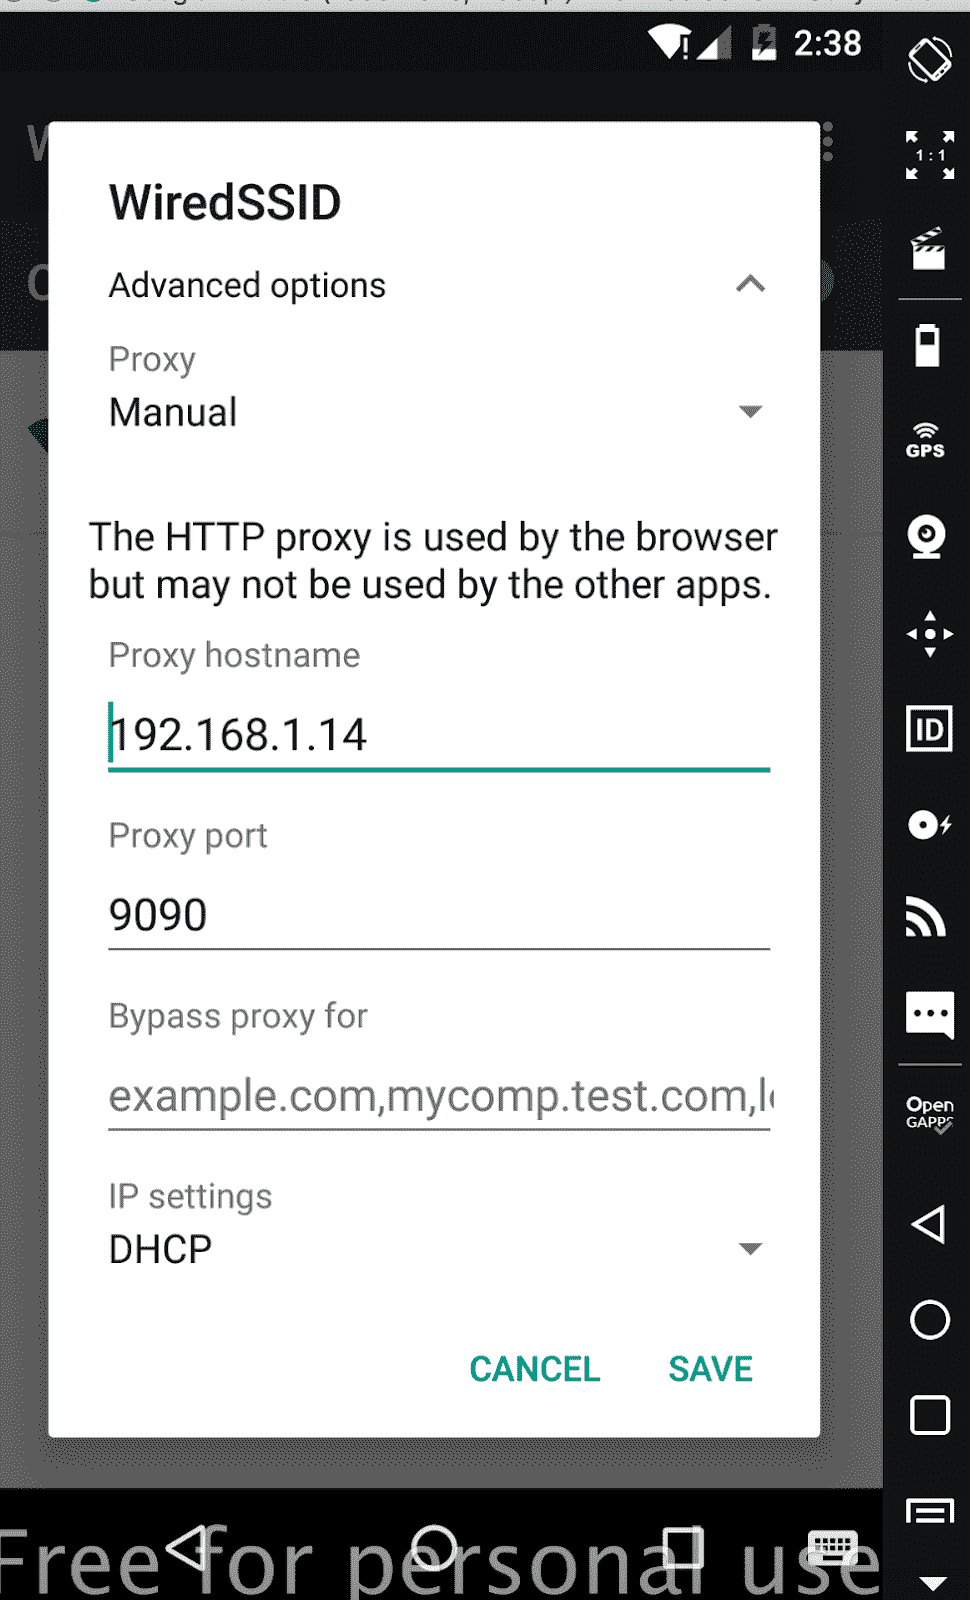 2:38
WiredSSID
Advanced options
Proxy
Manual
The HTTP proxy is used by the browser
but may not be used by the other apps.
Proxy hostname
192.168.1.14
Proxy port
9090
Bypass proxy for
example.com,mycomp.test.com,l
IP settings
DHCP
CANCEL SAVE
Free for personal use
1:1
GPS
ID
Open
GAPPS